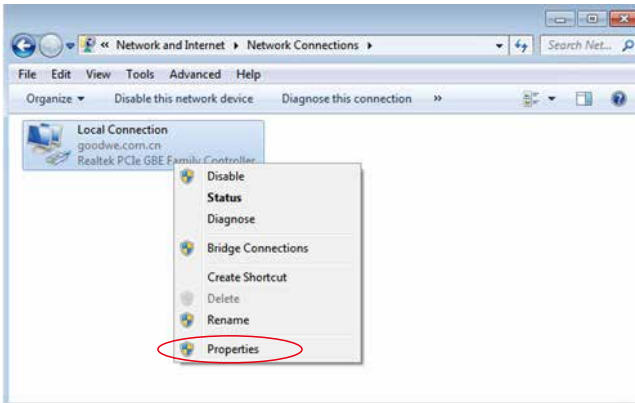 « Network and Internet ▸ Network Connections ▸ Search Net...
File Edit View Tools Advanced Help
Organize Disable this network device Diagnose this connection »
Local Connection
goodwe.com.cn
Realtek PCIe GBE Family Controller
Disable
Status
Diagnose
Bridge Connections
Create Shortcut
Delete
Rename
Properties